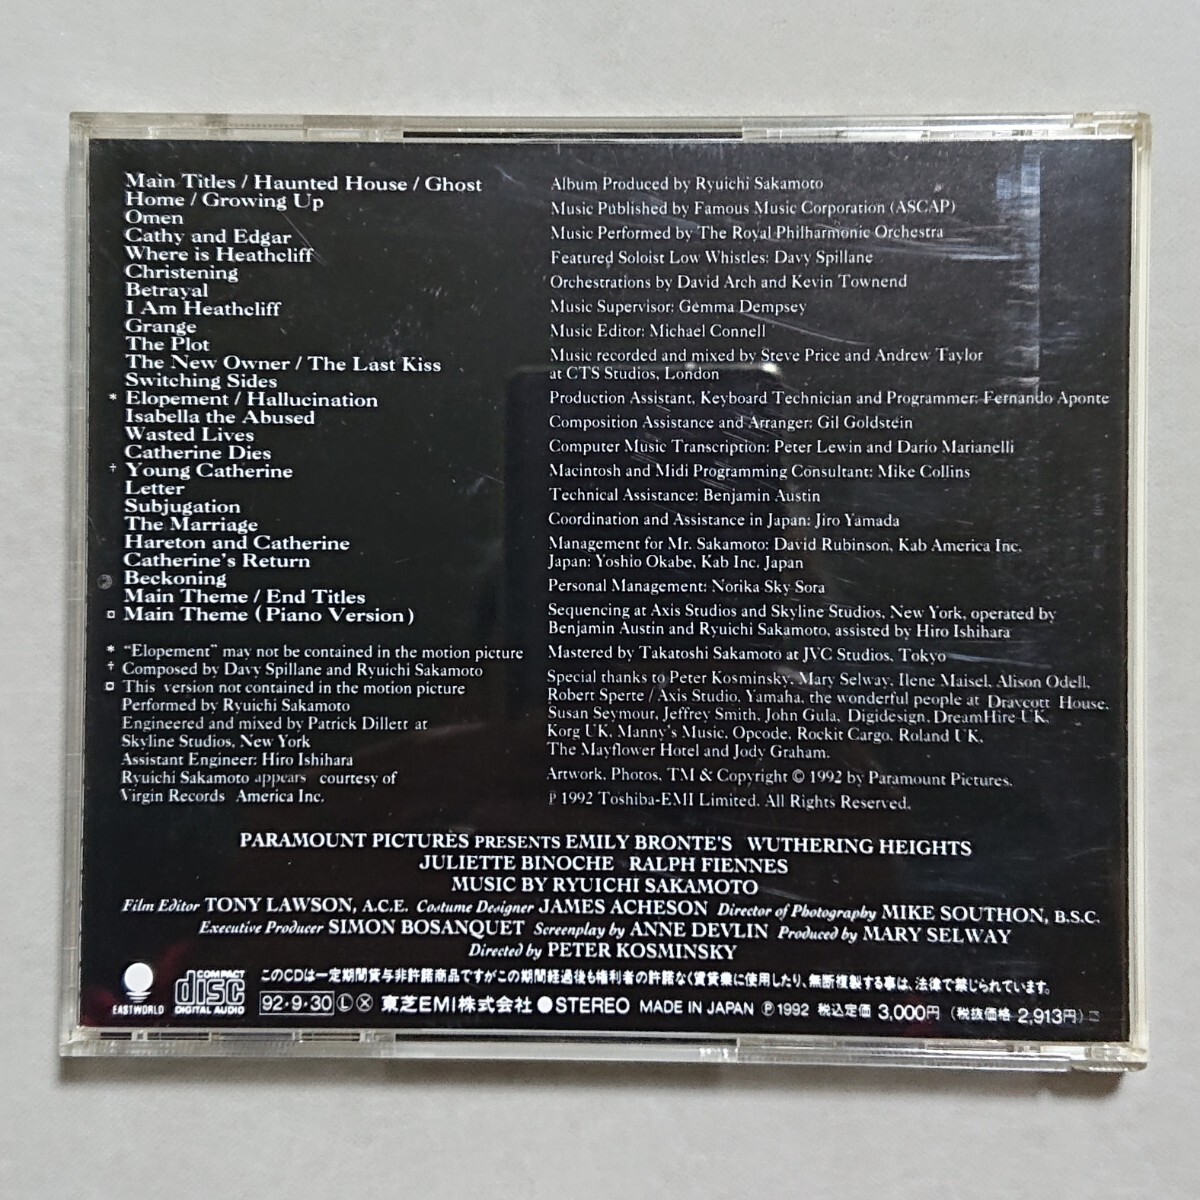 Main Titles / Haunted House / Ghost
Home / Growing Up
Omen
Cathy and Edgar
Where is Heathcliff
Christening
Betrayal
I Am Heathcliff
Grange
The Plot
The New Owner / The Last Kiss
Switching Sides
* Elopement / Hallucination
Isabella the Abused
Wasted Lives
Catherine Dies
† Young Catherine
Letter
Subjugation
The Marriage
Hareton and Catherine
Catherine's Return
Beckoning
Main Theme / End Titles
¤ Main Theme (Piano Version)
* "Elopement" may not be contained in the motion picture
† Composed by Davy Spillane and Ryuichi Sakamoto
¤ This version not contained in the motion picture
Performed by Ryuichi Sakamoto
Engineered and mixed by Patrick Dillett at
Skyline Studios, New York
Assistant Engineer: Hiro Ishihara
Ryuichi Sakamoto appears courtesy of
Virgin Records America Inc.
Album Produced by Ryuichi Sakamoto
Music Published by Famous Music Corporation (ASCAP)
Music Performed by The Royal Philharmonic Orchestra
Featured Soloist Low Whistles: Davy Spillane
Orchestrations by David Arch and Kevin Townend
Music Supervisor: Gemma Dempsey
Music Editor: Michael Connell
Music recorded and mixed by Steve Price and Andrew Taylor
at CTS Studios, London
Production Assistant, Keyboard Technician and Programmer: Fernando Aponte
Composition Assistance and Arranger: Gil Goldstein
Computer Music Transcription: Peter Lewin and Dario Marianelli
Macintosh and Midi Programming Consultant: Mike Collins
Technical Assistance: Benjamin Austin
Coordination and Assistance in Japan: Jiro Yamada
Management for Mr. Sakamoto: David Rubinson, Kab America Inc.
Japan: Yoshio Okabe, Kab Inc. Japan
Personal Management: Norika Sky Sora
Sequencing at Axis Studios and Skyline Studios, New York, operated by
Benjamin Austin and Ryuichi Sakamoto, assisted by Hiro Ishihara
Mastered by Takatoshi Sakamoto at JVC Studios, Tokyo
Special thanks to Peter Kosminsky, Mary Selway, Ilene Maisel, Alison Odell,
Robert Sperte / Axis Studio, Yamaha, the wonderful people at Draycott House,
Susan Seymour, Jeffrey Smith, John Gula, Digidesign, DreamHire UK,
Korg UK, Manny's Music, Opcode, Rockit Cargo, Roland UK,
The Mayflower Hotel and Jody Graham.
Artwork, Photos, TM & Copyright © 1992 by Paramount Pictures.
℗ 1992 Toshiba-EMI Limited. All Rights Reserved.
PARAMOUNT PICTURES PRESENTS EMILY BRONTE'S WUTHERING HEIGHTS
JULIETTE BINOCHE RALPH FIENNES
MUSIC BY RYUICHI SAKAMOTO
Film Editor TONY LAWSON, A.C.E. Costume Designer JAMES ACHESON Director of Photography MIKE SOUTHON, B.S.C.
Executive Producer SIMON BOSANQUET Screenplay by ANNE DEVLIN Produced by MARY SELWAY
Directed by PETER KOSMINSKY
EASTWORLD
COMPACT disc DIGITAL AUDIO
このCDは一定期間貸与非許諾商品ですがこの期間経過後も権利者の許諾なく賃貸業に使用したり、無断複製する事は、法律で禁じられています。
92・9・30 Ⓛ Ⓧ 東芝EMI株式会社 ●STEREO MADE IN JAPAN ℗1992 税込定価 3,000円 (税抜価格 2,913円)